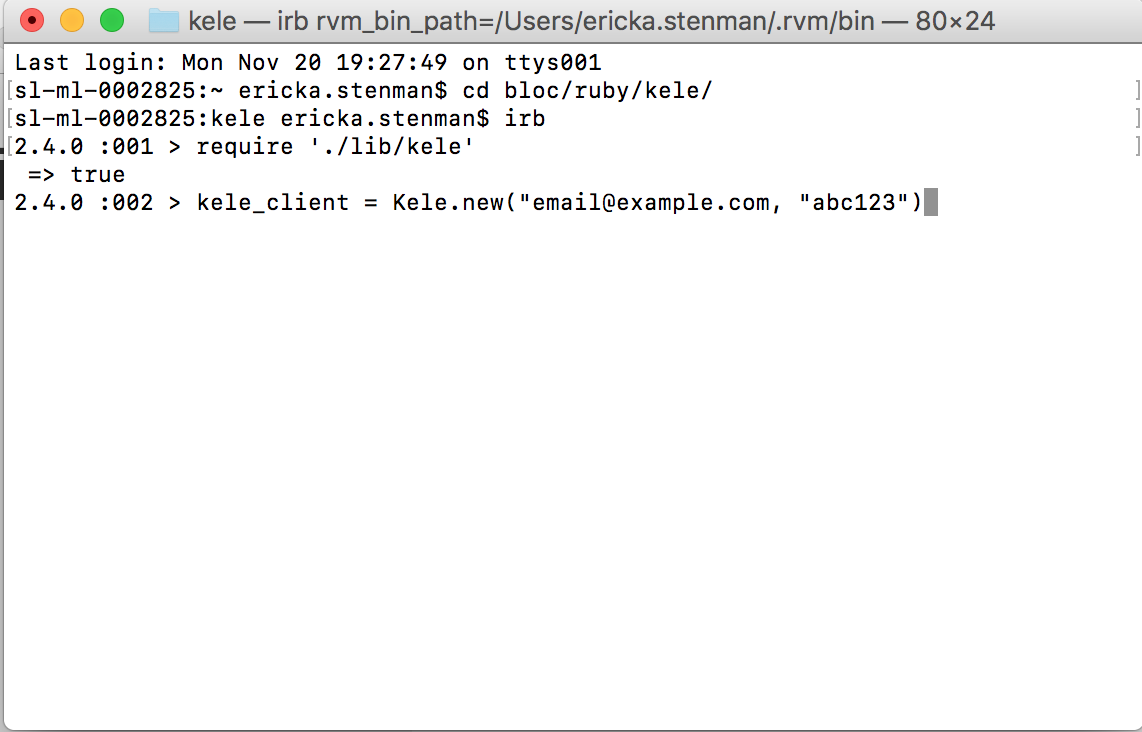 kele — irb rvm_bin_path=/Users/ericka.stenman/.rvm/bin — 80×24
Last login: Mon Nov 20 19:27:49 on ttys001
[sl-ml-0002825:~ ericka.stenman$ cd bloc/ruby/kele/ ]
[sl-ml-0002825:kele ericka.stenman$ irb ]
[2.4.0 :001 > require './lib/kele' ]
 => true
2.4.0 :002 > kele_client = Kele.new("email@example.com, "abc123")